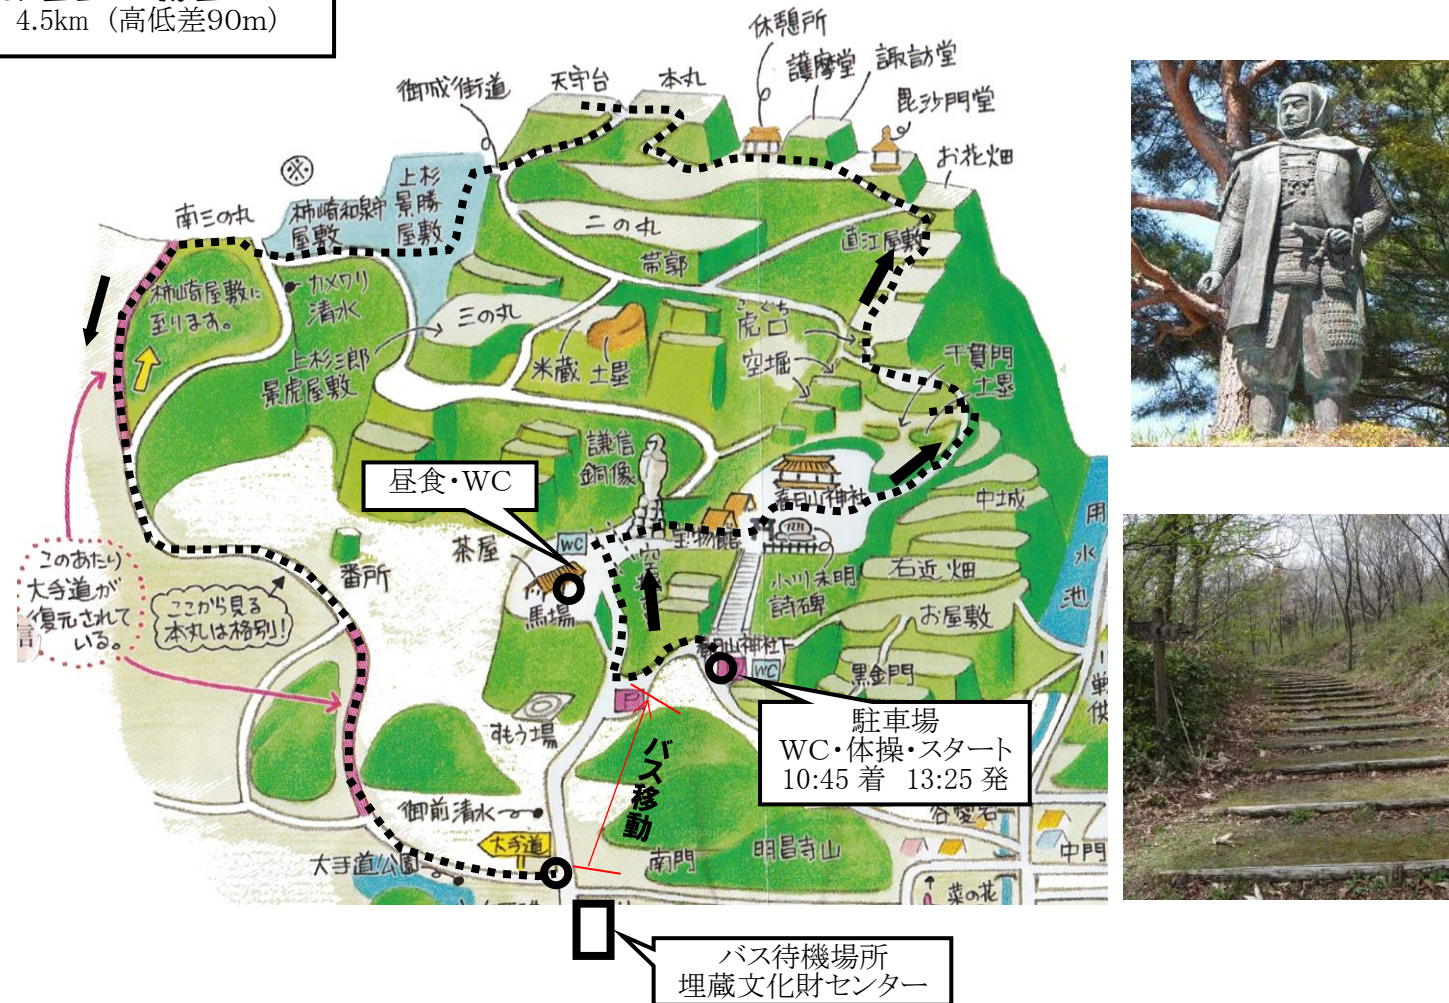 4.5km（高低差90m）
休憩所
護摩堂
諏訪堂
毘沙門堂
お花畑
天守台
本丸
御成街道
※
南三の丸
柿崎和泉守
屋敷
上杉
景勝
屋敷
二の丸
帯郭
直江屋敷
カメワリ
清水
柿崎屋敷に
至ります。
三の丸
上杉三郎
景虎屋敷
米蔵
土塁
こぐち
虎口
空堀
千貫門
土塁
謙信
銅像
昼食・WC
春日山神社
中土成
用
水
池
茶屋
WC
宝物館
馬場
小川未明
詩碑
右近畑
お屋敷
このあたり
大手道が
復元されて
いる。
信
番所
ここから見る
本丸は格別!
春日山神社下
WC
黒金門
P
すもう場
駐車場
WC・体操・スタート
10:45 着　13:25 発
バス移動
御前清水
大手道
大手道公園
南門
明昌寺山
中門
菜の花
バス待機場所
埋蔵文化財センター